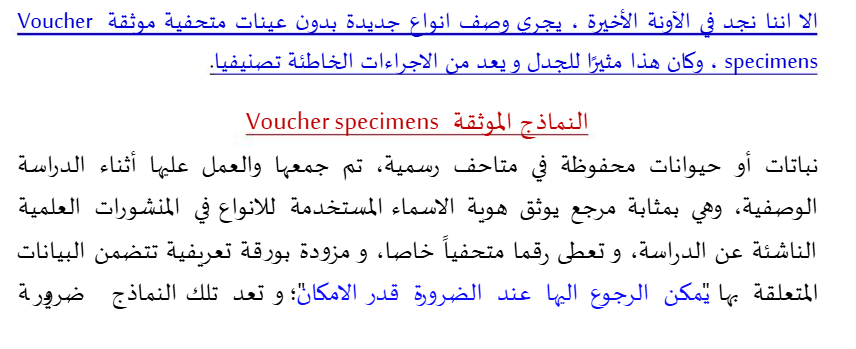 الا اننا نجد في الآونة الأخيرة ، يجري وصف انواع جديدة بدون عينات متحفية موثقة Voucher
specimens ، وكان هذا مثيرًا للجدل و يعد من الاجراءات الخاطئة تصنيفيا.
النماذج الموثقة Voucher specimens
نباتات أو حيوانات محفوظة في متاحف رسمية، تم جمعها والعمل عليها أثناء الدراسة
الوصفية، وهي بمثابة مرجع يوثق هوية الاسماء المستخدمة للانواع في المنشورات العلمية
الناشئة عن الدراسة، و تعطى رقما متحفياً خاصا، و مزودة بورقة تعريفية تتضمن البيانات
المتعلقة بها "يمكن الرجوع اليها عند الضرورة قدر الامكان"؛ و تعد تلك النماذج ضرورية